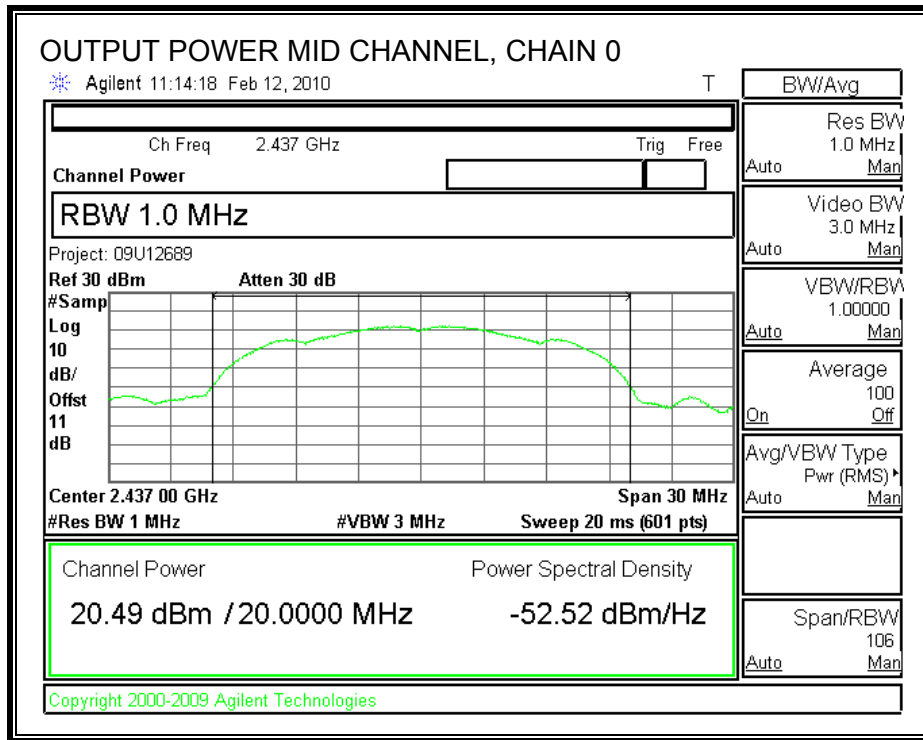 OUTPUT POWER MID CHANNEL, CHAIN 0
Agilent 11:14:18 Feb 12, 2010 T
Ch Freq 2.437 GHz Trig Free
Channel Power
RBW 1.0 MHz
Project: 09U12689
Ref 30 dBm Atten 30 dB
#Samp
Log
10
dB/
Offst
11
dB
Center 2.437 00 GHz Span 30 MHz
#Res BW 1 MHz #VBW 3 MHz Sweep 20 ms (601 pts)
Channel Power Power Spectral Density
20.49 dBm / 20.0000 MHz -52.52 dBm/Hz
Copyright 2000-2009 Agilent Technologies
BW/Avg
Res BW
1.0 MHz
Auto Man
Video BW
3.0 MHz
Auto Man
VBW/RBW
1.00000
Auto Man
Average
100
On Off
Avg/VBW Type
Pwr (RMS)
Auto Man
Span/RBW
106
Auto Man